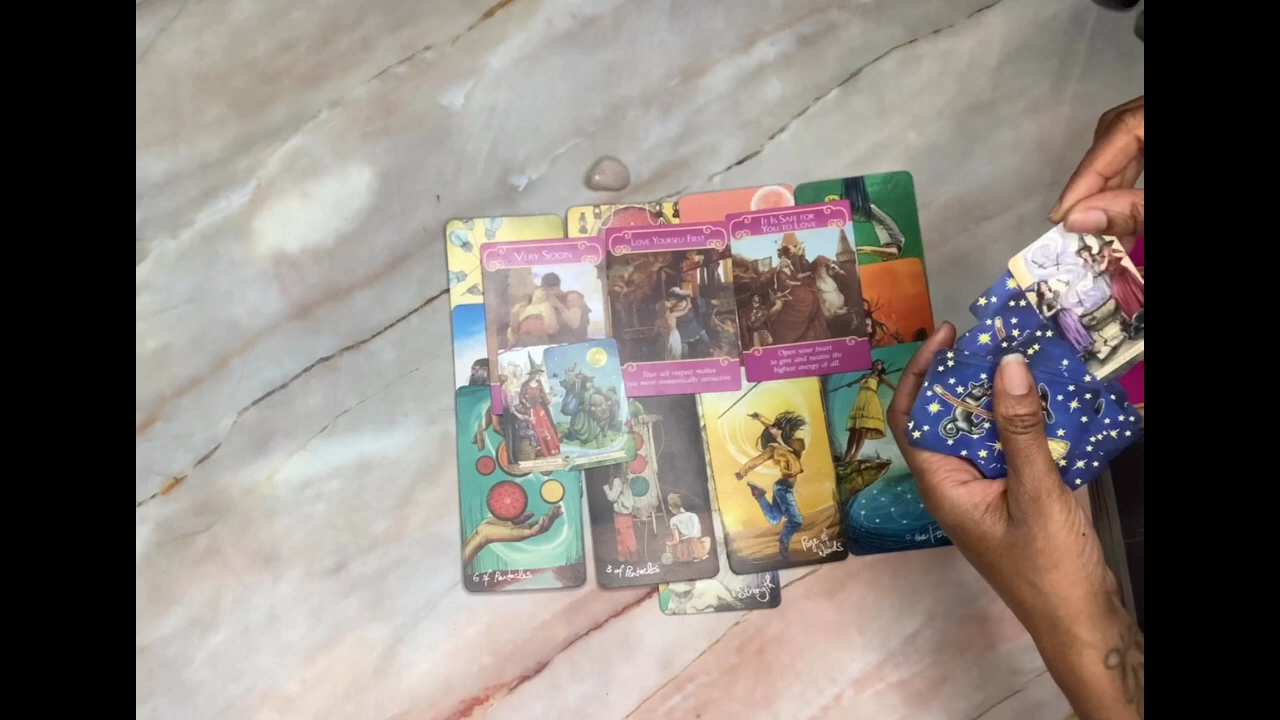 VERY SOON
LOVE YOURSELF FIRST
IT IS SAFE FOR
YOU TO LOVE
Your self-respect makes
you more romantically attractive
Open your heart
to give and receive the
highest energy of all.
6 of Pentacles
3 of Pentacles
Page of
Wands
Strength